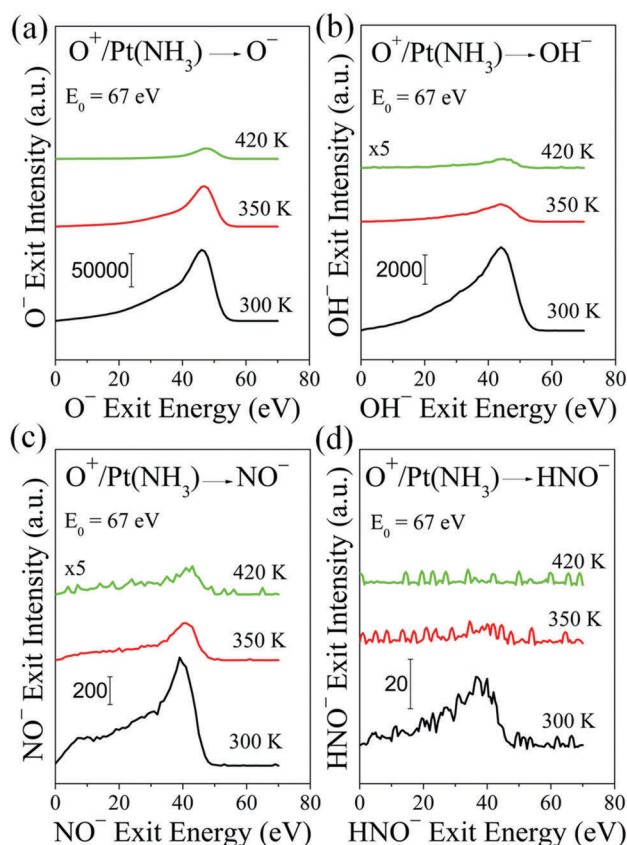 (a)
O⁺/Pt(NH₃) → O⁻
E₀ = 67 eV
420 K
350 K
50000
300 K
0 20 40 60 80
O⁻ Exit Energy (eV)
O⁻ Exit Intensity (a.u.)
(b)
O⁺/Pt(NH₃) → OH⁻
E₀ = 67 eV
x5
420 K
350 K
2000
300 K
0 20 40 60 80
OH⁻ Exit Energy (eV)
OH⁻ Exit Intensity (a.u.)
(c)
O⁺/Pt(NH₃) → NO⁻
E₀ = 67 eV
x5
420 K
350 K
200
300 K
0 20 40 60 80
NO⁻ Exit Energy (eV)
NO⁻ Exit Intensity (a.u.)
(d)
O⁺/Pt(NH₃) → HNO⁻
E₀ = 67 eV
420 K
350 K
20
300 K
0 20 40 60 80
HNO⁻ Exit Energy (eV)
HNO⁻ Exit Intensity (a.u.)